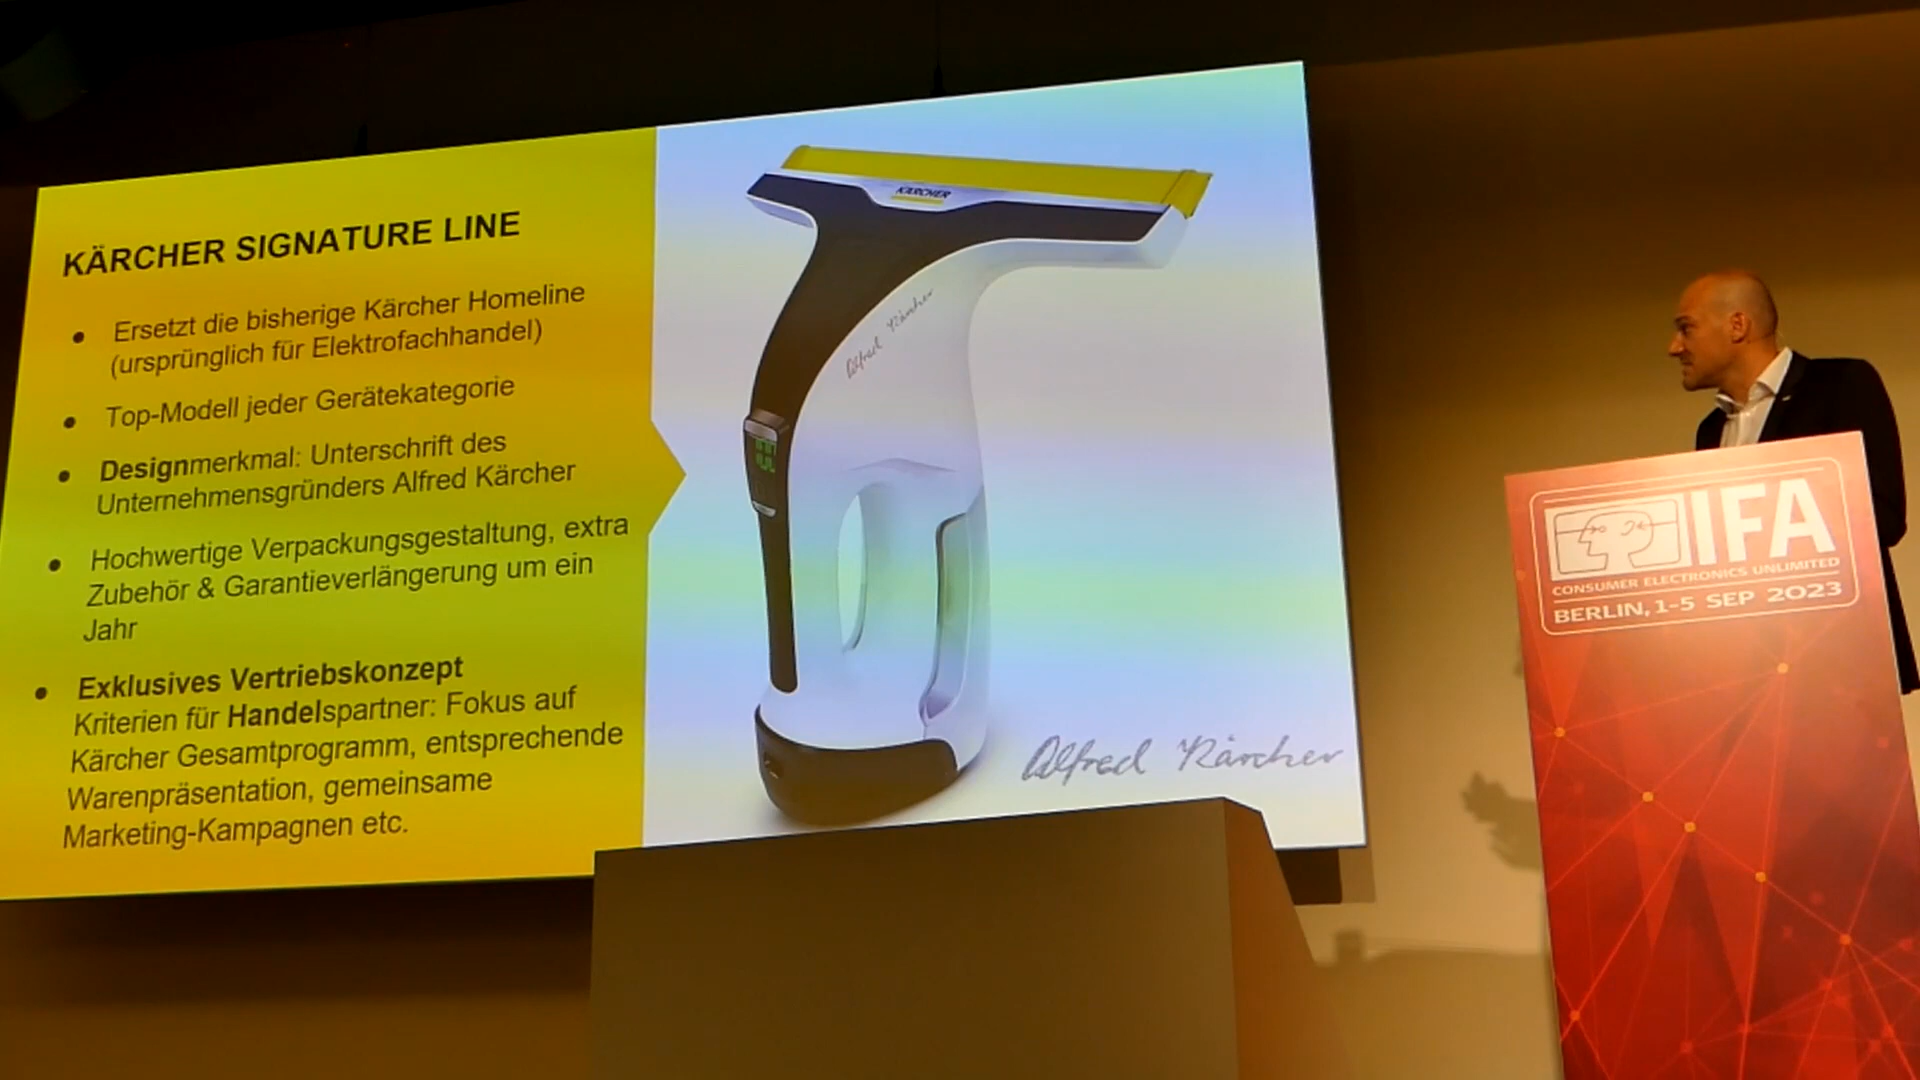 KÄRCHER SIGNATURE LINE
Ersetzt die bisherige Kärcher Homeline
(ursprünglich für Elektrofachhandel)
Top-Modell jeder Gerätekategorie
Designmerkmal: Unterschrift des
Unternehmensgründers Alfred Kärcher
Hochwertige Verpackungsgestaltung, extra
Zubehör & Garantieverlängerung um ein
Jahr
Exklusives Vertriebskonzept
Kriterien für Handelspartner: Fokus auf
Kärcher Gesamtprogramm, entsprechende
Warenpräsentation, gemeinsame
Marketing-Kampagnen etc.
KÄRCHER
Alfred Kärcher
Alfred Kärcher
IFA
CONSUMER ELECTRONICS UNLIMITED
BERLIN, 1-5 SEP 2023